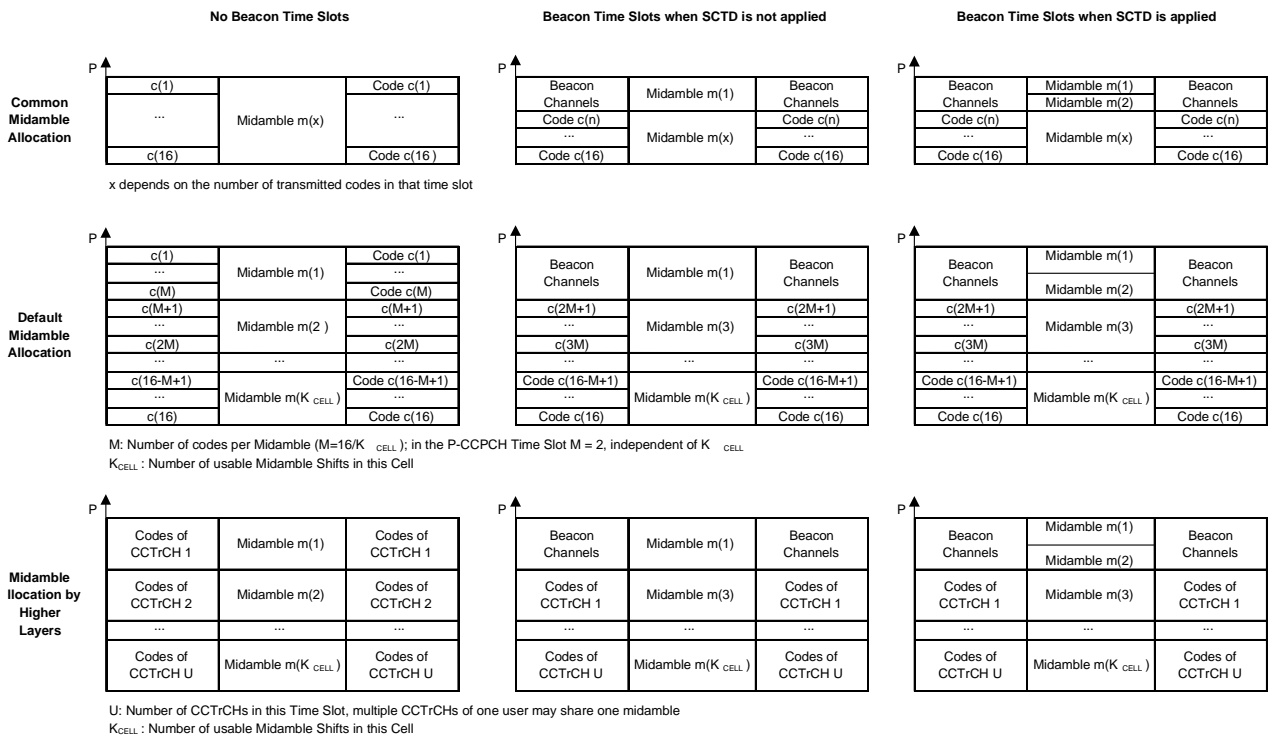 No Beacon Time Slots
Beacon Time Slots when SCTD is not applied
Beacon Time Slots when SCTD is applied
Common
Midamble
Allocation
P
c(1)
...
c(16)
Midamble m(x)
Code c(1)
...
Code c(16 )
P
Beacon
Channels
Code c(n)
...
Code c(16)
Midamble m(1)
Midamble m(x)
Beacon
Channels
Code c(n)
...
Code c(16)
P
Beacon
Channels
Code c(n)
...
Code c(16)
Midamble m(1)
Midamble m(2)
Midamble m(x)
Beacon
Channels
Code c(n)
...
Code c(16)
x depends on the number of transmitted codes in that time slot
Default
Midamble
Allocation
P
c(1)
...
c(M)
c(M+1)
...
c(2M)
...
c(16-M+1)
...
c(16)
Midamble m(1)
Midamble m(2 )
...
Midamble m(K CELL )
Code c(1)
...
Code c(M)
c(M+1)
...
c(2M)
...
Code c(16-M+1)
...
Code c(16)
P
Beacon
Channels
c(2M+1)
...
c(3M)
...
Code c(16-M+1)
...
Code c(16)
Midamble m(1)
Midamble m(3)
...
Midamble m(K CELL )
Beacon
Channels
c(2M+1)
...
c(3M)
...
Code c(16-M+1)
...
Code c(16)
P
Beacon
Channels
c(2M+1)
...
c(3M)
...
Code c(16-M+1)
...
Code c(16)
Midamble m(1)
Midamble m(2)
Midamble m(3)
...
Midamble m(K CELL )
Beacon
Channels
c(2M+1)
...
c(3M)
...
Code c(16-M+1)
...
Code c(16)
M: Number of codes per Midamble (M=16/K CELL ); in the P-CCPCH Time Slot M = 2, independent of K CELL
KCELL : Number of usable Midamble Shifts in this Cell
Midamble
llocation by
Higher
Layers
P
Codes of
CCTrCH 1
Codes of
CCTrCH 2
...
Codes of
CCTrCH U
Midamble m(1)
Midamble m(2)
...
Midamble m(K CELL )
Codes of
CCTrCH 1
Codes of
CCTrCH 2
...
Codes of
CCTrCH U
P
Beacon
Channels
Codes of
CCTrCH 1
...
Codes of
CCTrCH U
Midamble m(1)
Midamble m(3)
...
Midamble m(K CELL )
Beacon
Channels
Codes of
CCTrCH 1
...
Codes of
CCTrCH U
P
Beacon
Channels
Codes of
CCTrCH 1
...
Codes of
CCTrCH U
Midamble m(1)
Midamble m(2)
Midamble m(3)
...
Midamble m(K CELL )
Beacon
Channels
Codes of
CCTrCH 1
...
Codes of
CCTrCH U
U: Number of CCTrCHs in this Time Slot, multiple CCTrCHs of one user may share one midamble
KCELL : Number of usable Midamble Shifts in this Cell